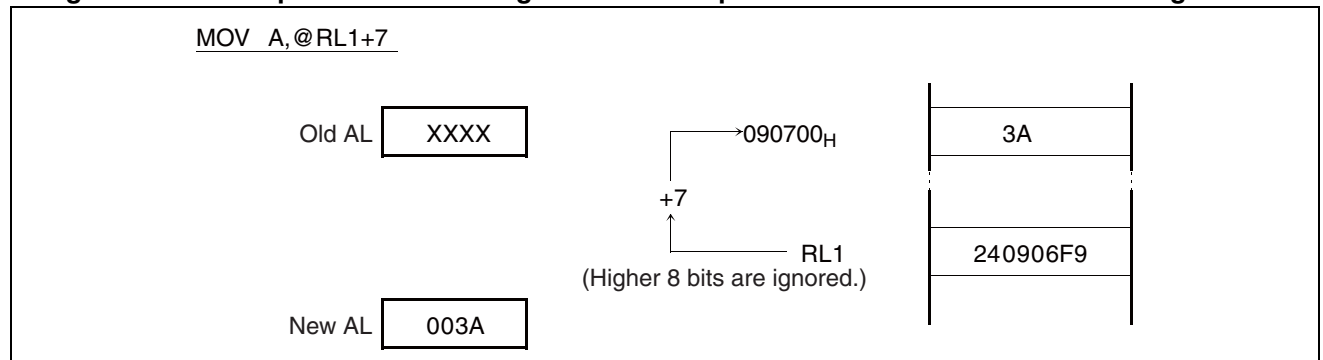 MOV A,@RL1+7
Old AL XXXX
090700H
3A
+7
RL1
240906F9
(Higher 8 bits are ignored.)
New AL 003A